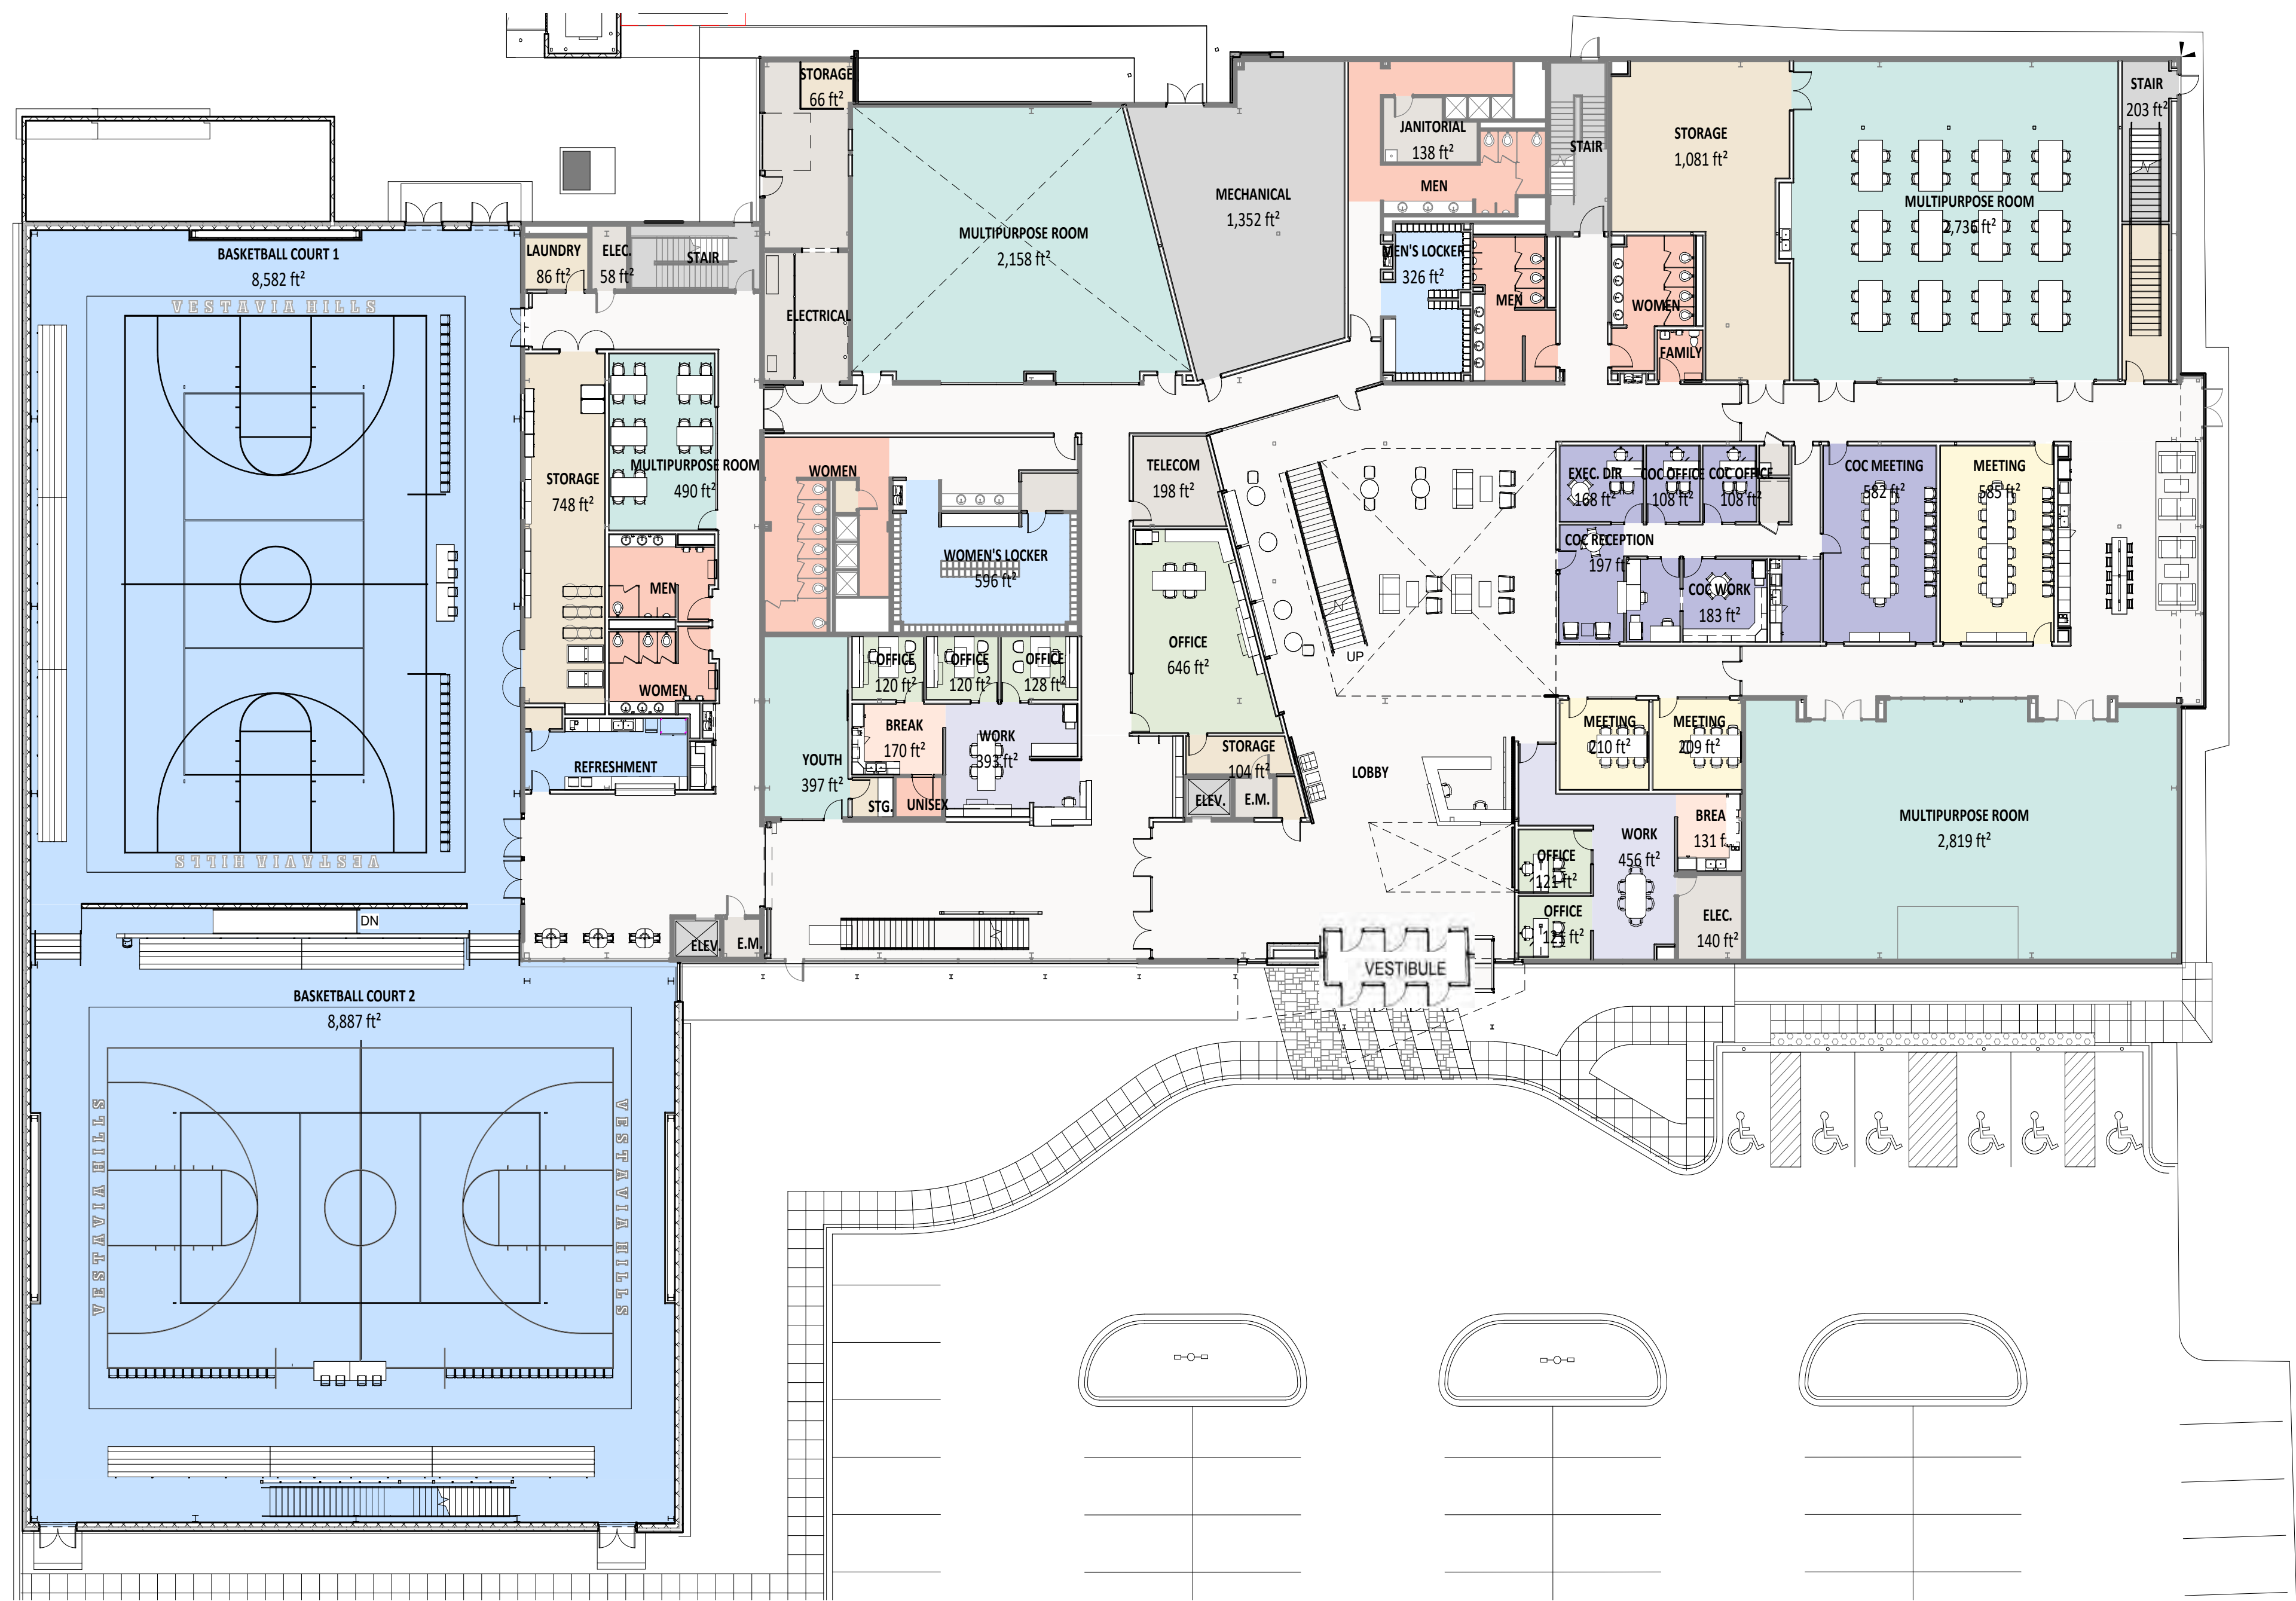 STORAGE
66 ft²
STAIR
203 ft²
JANITORIAL
138 ft²
STORAGE
1,081 ft²
STAIR
MEN
MECHANICAL
1,352 ft²
MULTIPURPOSE ROOM
2,736 ft²
MULTIPURPOSE ROOM
2,158 ft²
BASKETBALL COURT 1
8,582 ft²
LAUNDRY
86 ft²
ELEC.
58 ft²
STAIR
MEN'S LOCKER
326 ft²
MEN
WOMEN
FAMILY
VESTAVIA HILLS
ELECTRICAL
MULTIPURPOSE ROOM
490 ft²
STORAGE
748 ft²
WOMEN
TELECOM
198 ft²
EXEC. DIR
168 ft²
COC OFFICE
108 ft²
COC OFFICE
108 ft²
COC MEETING
582 ft²
MEETING
585 ft²
COC RECEPTION
197 ft²
WOMEN'S LOCKER
596 ft²
MEN
COC WORK
183 ft²
OFFICE
646 ft²
UP
OFFICE
120 ft²
OFFICE
120 ft²
OFFICE
128 ft²
WOMEN
BREAK
170 ft²
WORK
393 ft²
MEETING
210 ft²
MEETING
209 ft²
STORAGE
104 ft²
LOBBY
YOUTH
397 ft²
REFRESHMENT
STG.
UNISEX
ELEV.
E.M.
BREA
131 f
MULTIPURPOSE ROOM
2,819 ft²
WORK
456 ft²
VESTAVIA HILLS
OFFICE
121 ft²
OFFICE
121 ft²
ELEC.
140 ft²
DN
ELEV.
E.M.
VESTIBULE
BASKETBALL COURT 2
8,887 ft²
VESTAVIA HILLS
VESTAVIA HILLS